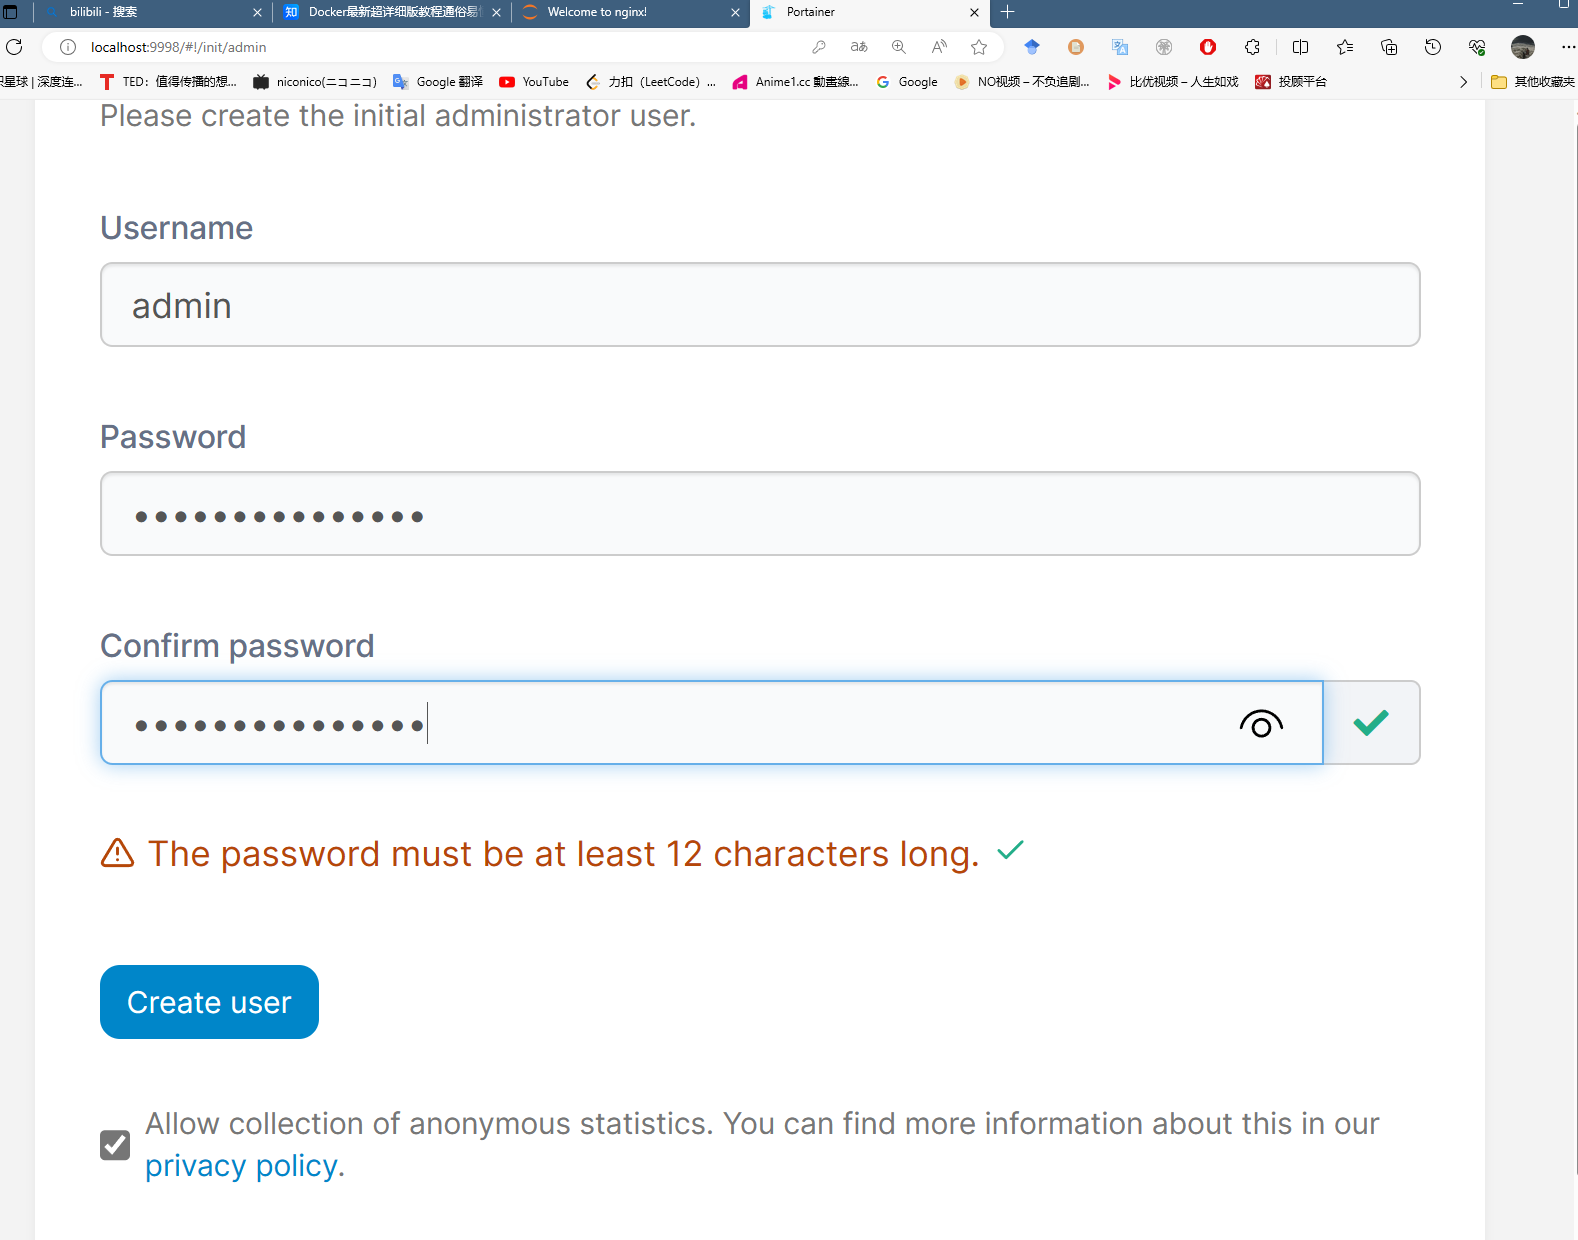 bilibili - 搜索
知 Docker最新超详细版教程通俗易
Welcome to nginx!
Portainer
localhost:9998/#!/init/admin
识星球 | 深度连...
TED：值得传播的想...
niconico(ニコニコ)
Google 翻译
YouTube
力扣（LeetCode）...
Anime1.cc 動畫線...
Google
NO视频 – 不负追剧...
比优视频 – 人生如戏
投顾平台
其他收藏夹
Please create the initial administrator user.
Username
admin
Password
Confirm password
The password must be at least 12 characters long.
Create user
Allow collection of anonymous statistics. You can find more information about this in our
privacy policy.